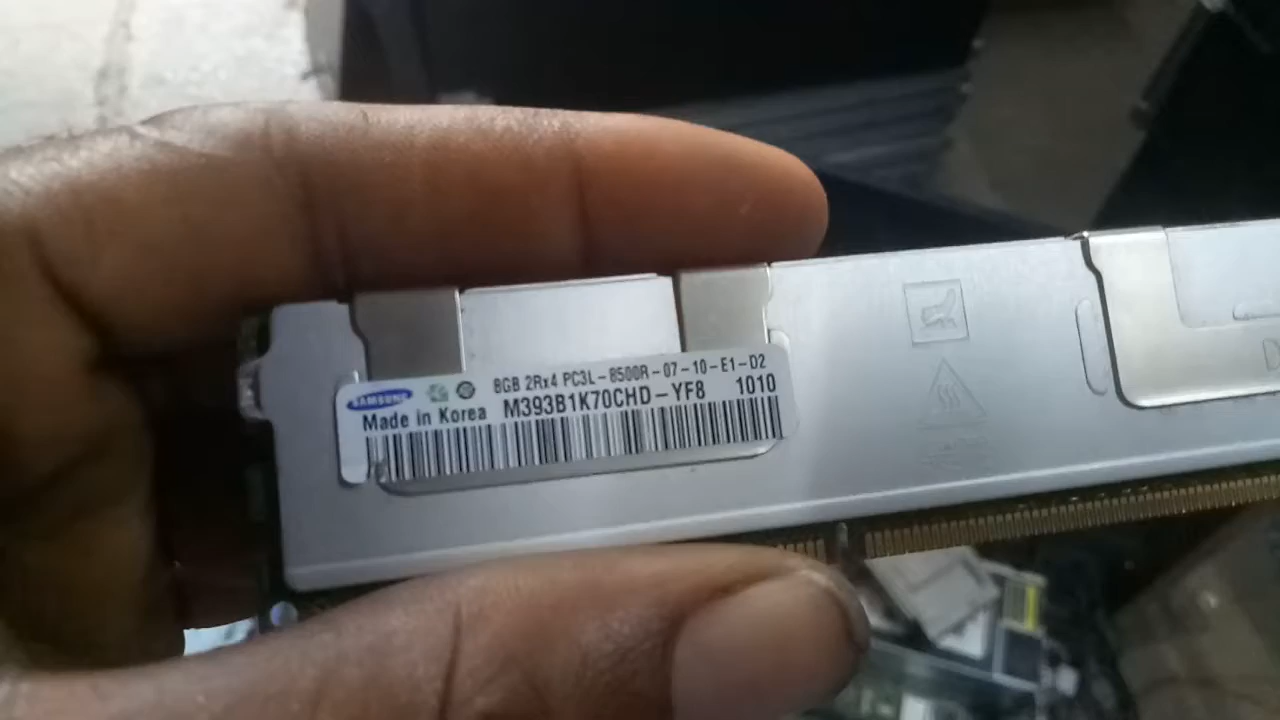 SAMSUNG
8GB 2Rx4 PC3L-8500R-07-10-E1-D2
Made in Korea M393B1K70CHD-YF8 1010